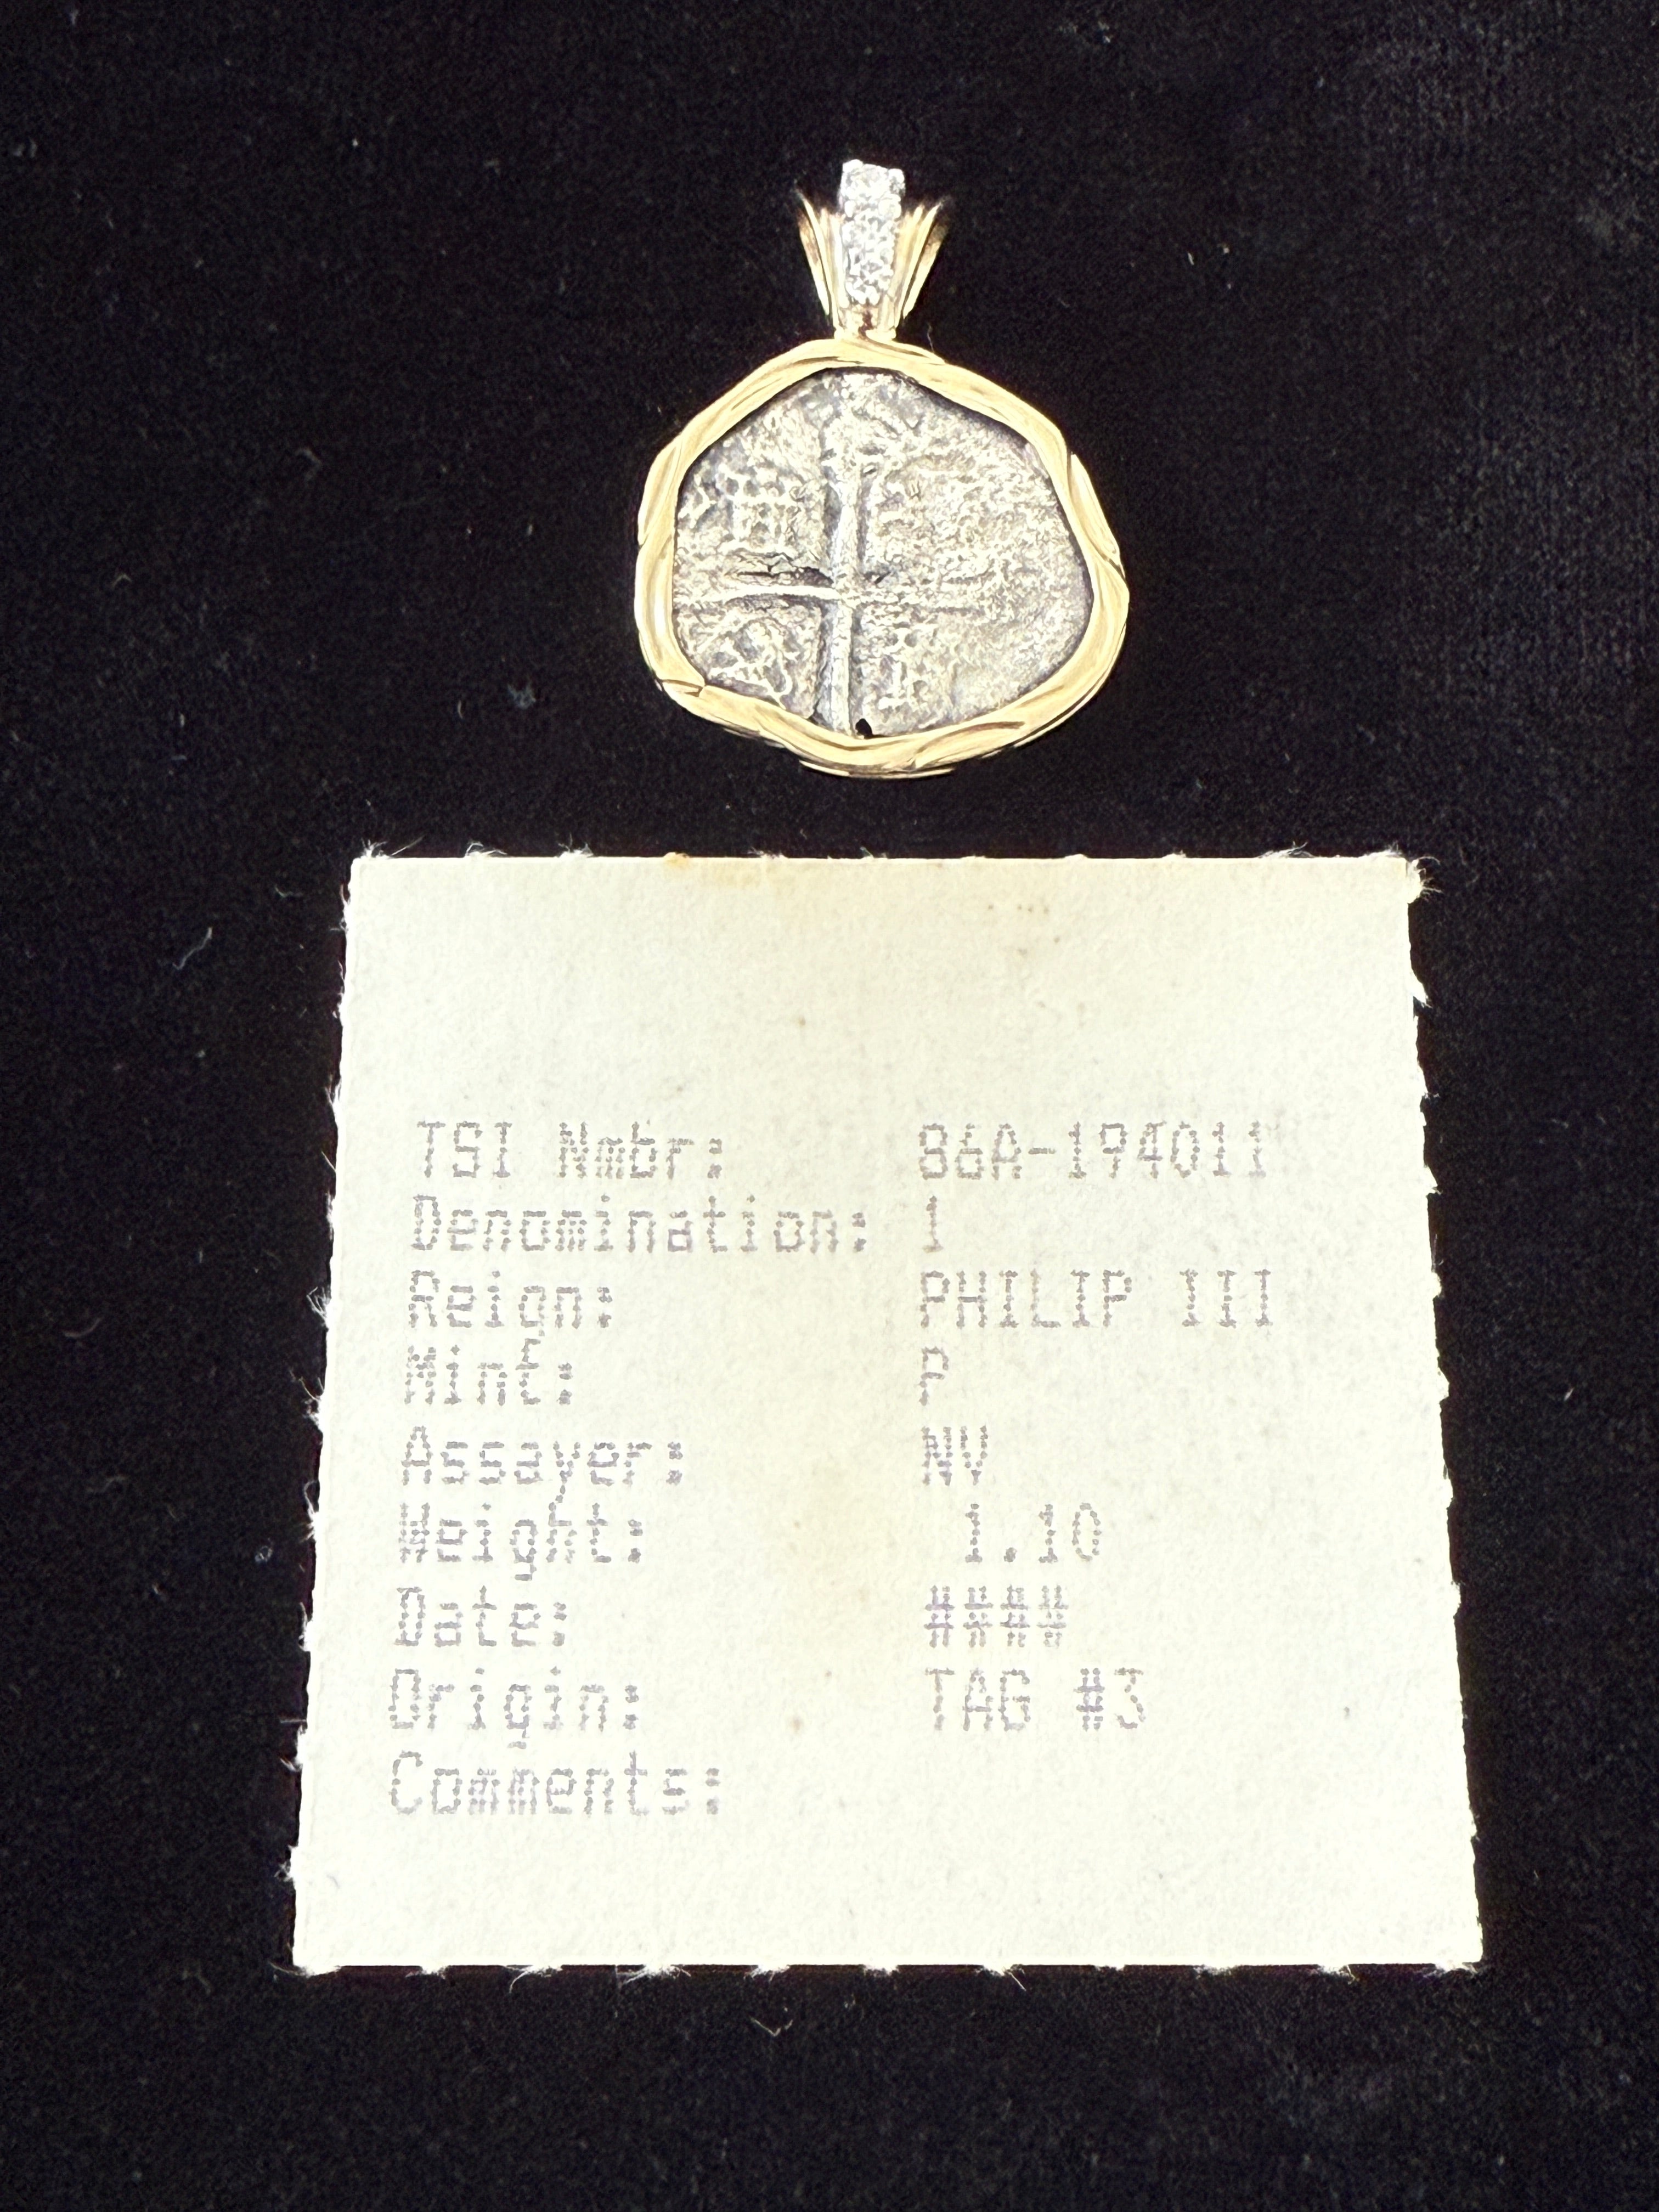 TSI Nmbr: 86A-194011
Denomination: 1
Reign: PHILIP III
Mint: P
Assayer: NV
Weight: 1.10
Date: ####
Origin: TAG #3
Comments: